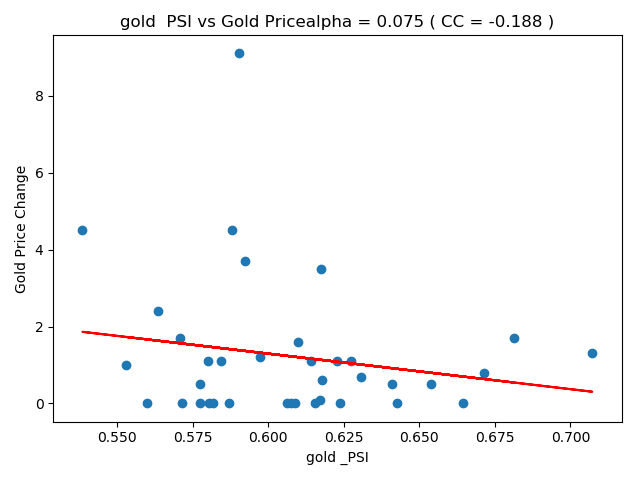 gold  PSI vs Gold Pricealpha = 0.075 ( CC = -0.188 )
Gold Price Change
8
6
4
2
0
0.550 0.575 0.600 0.625 0.650 0.675 0.700
gold _PSI